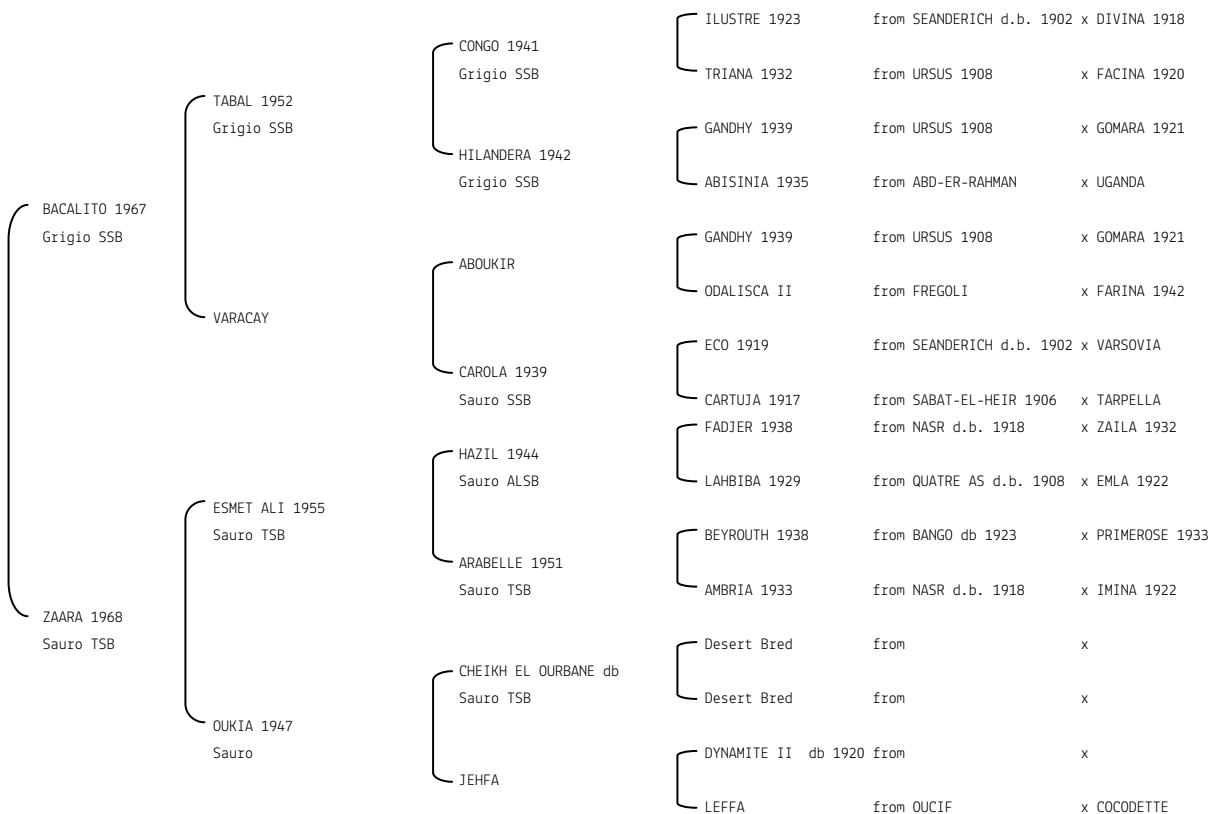 ILUSTRE 1923 from SEANDERICH d.b. 1902 x DIVINA 1918
CONGO 1941
Grigio SSB TRIANA 1932 from URSUS 1908 x FACINA 1920
TABAL 1952
Grigio SSB GANDHY 1939 from URSUS 1908 x GOMARA 1921
HILANDERA 1942
Grigio SSB ABISINIA 1935 from ABD-ER-RAHMAN x UGANDA
BACALITO 1967
Grigio SSB GANDHY 1939 from URSUS 1908 x GOMARA 1921
ABOUKIR
ODALISCA II from FREGOLI x FARINA 1942
VARACAY
ECO 1919 from SEANDERICH d.b. 1902 x VARSOVIA
CAROLA 1939
Sauro SSB CARTUJA 1917 from SABAT-EL-HEIR 1906 x TARPELLA
FADJER 1938 from NASR d.b. 1918 x ZAILA 1932
HAZIL 1944
Sauro ALSB LAHBIBA 1929 from QUATRE AS d.b. 1908 x EMLA 1922
ESMET ALI 1955
Sauro TSB BEYROUTH 1938 from BANGO db 1923 x PRIMEROSE 1933
ARABELLE 1951
Sauro TSB AMBRIA 1933 from NASR d.b. 1918 x IMINA 1922
ZAARA 1968
Sauro TSB Desert Bred from x
CHEIKH EL OURBANE db
Sauro TSB Desert Bred from x
OUKIA 1947
Sauro DYNAMITE II db 1920 from x
JEHFA
LEFFA from OUCIF x COCODETTE